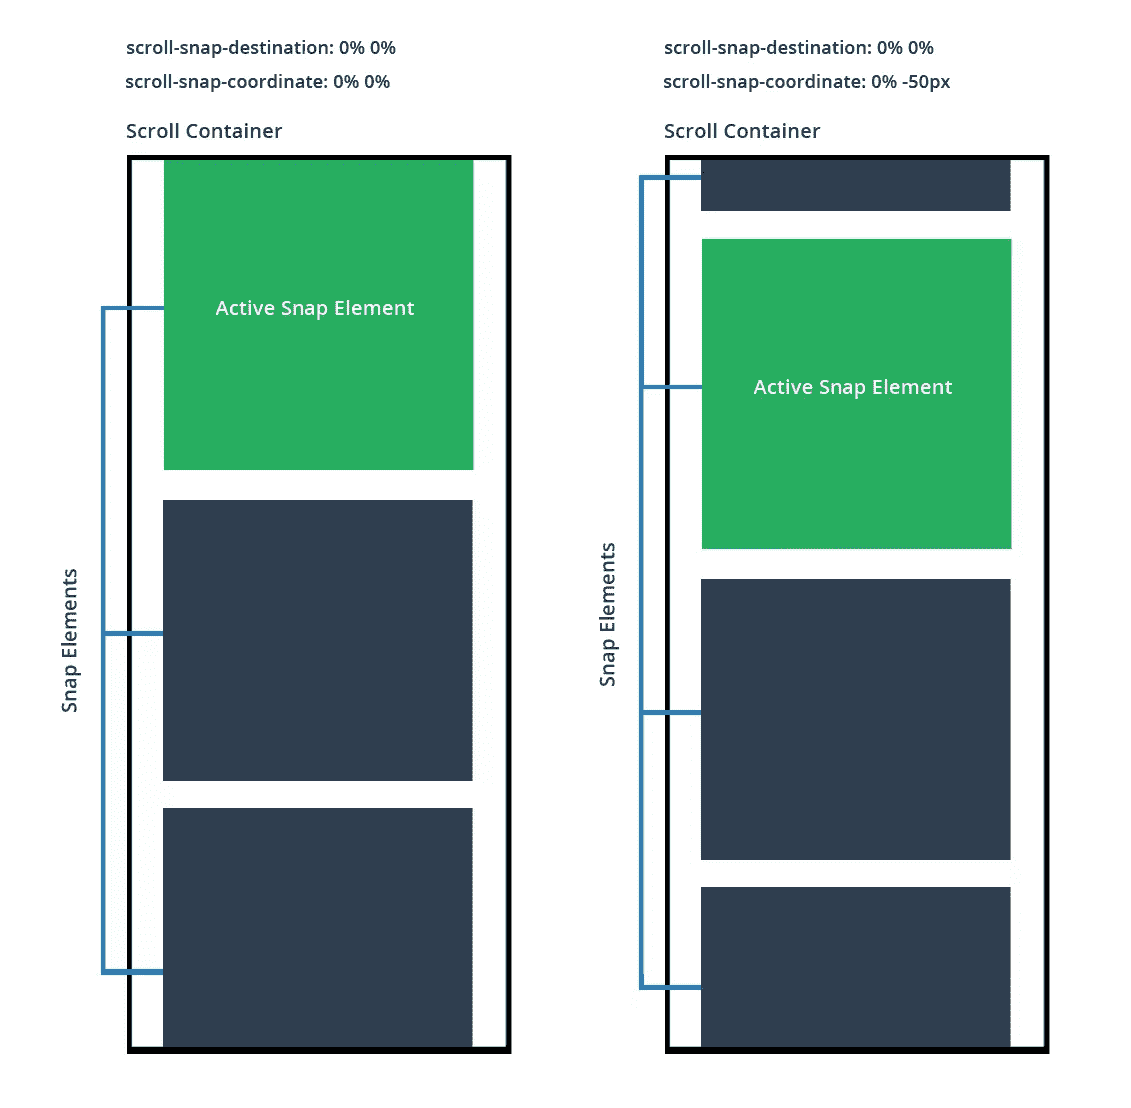 scroll-snap-destination: 0% 0%
scroll-snap-coordinate: 0% 0%
Scroll Container
Active Snap Element
Snap Elements
scroll-snap-destination: 0% 0%
scroll-snap-coordinate: 0% -50px
Scroll Container
Active Snap Element
Snap Elements